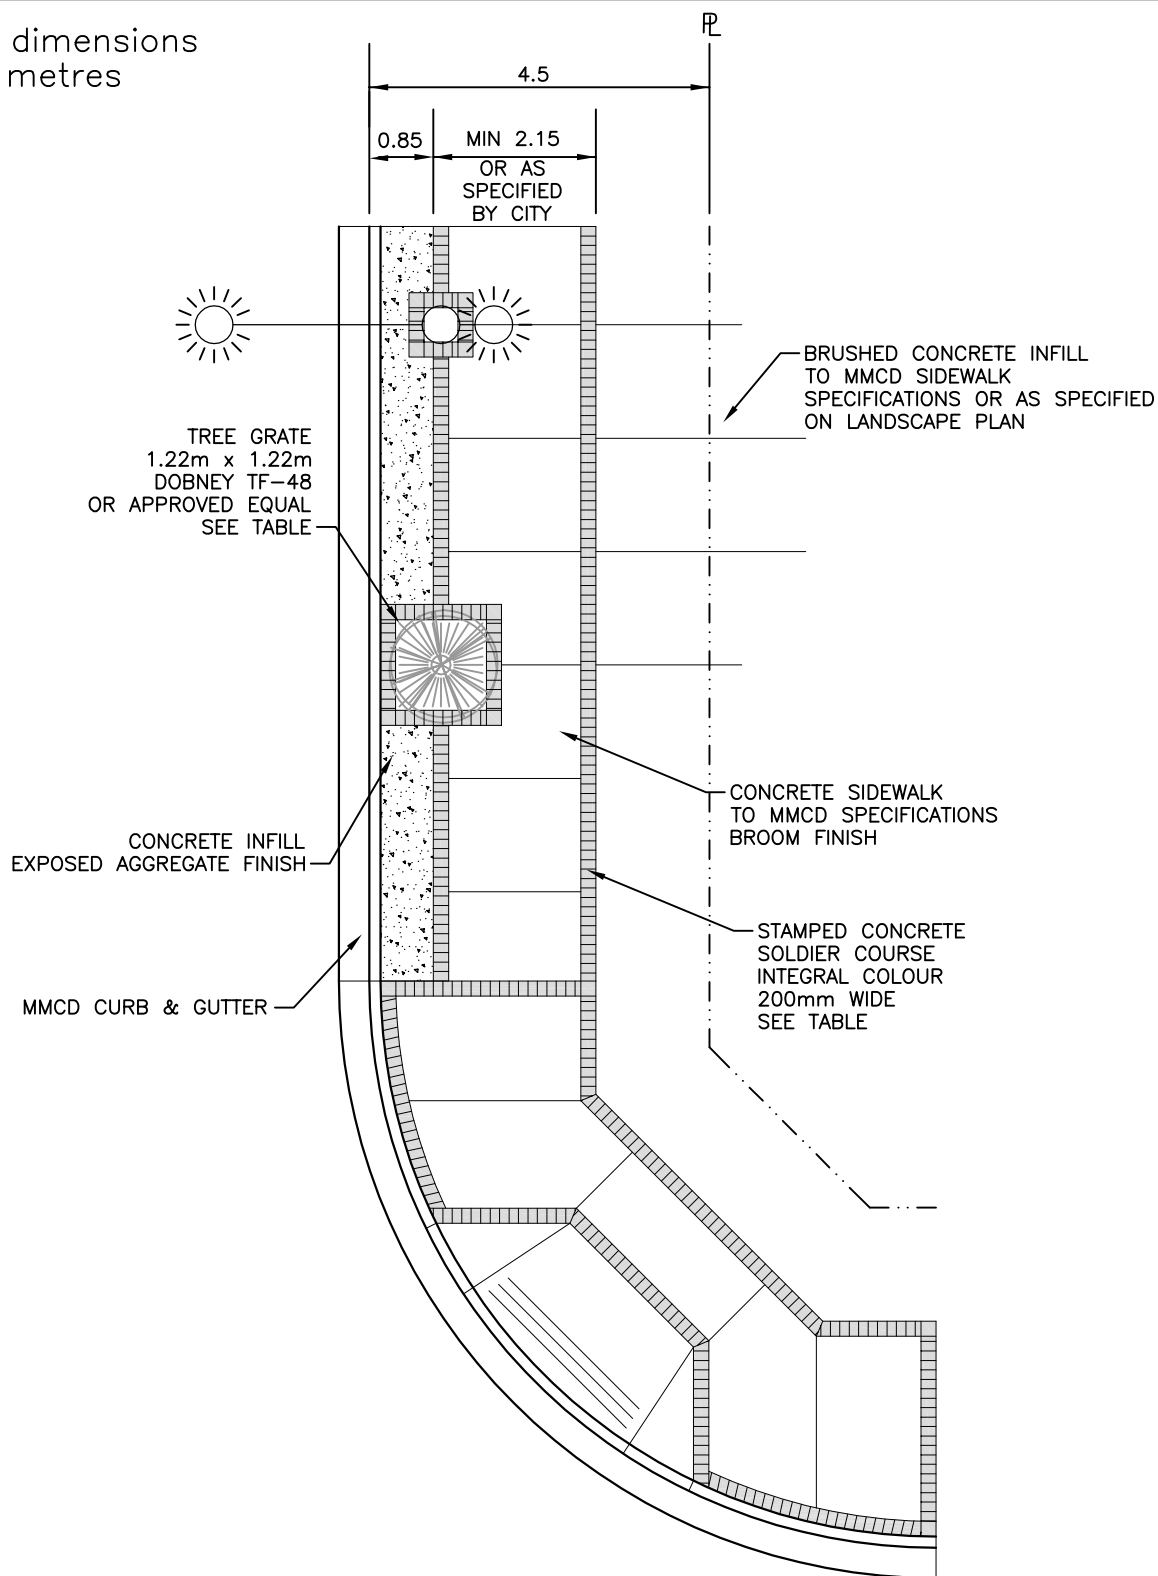 dimensions
metres
PL
4.5
0.85
MIN 2.15
OR AS
SPECIFIED
BY CITY
BRUSHED CONCRETE INFILL
TO MMCD SIDEWALK
SPECIFICATIONS OR AS SPECIFIED
ON LANDSCAPE PLAN
TREE GRATE
1.22m x 1.22m
DOBNEY TF-48
OR APPROVED EQUAL
SEE TABLE
CONCRETE SIDEWALK
TO MMCD SPECIFICATIONS
BROOM FINISH
CONCRETE INFILL
EXPOSED AGGREGATE FINISH
STAMPED CONCRETE
SOLDIER COURSE
INTEGRAL COLOUR
200mm WIDE
SEE TABLE
MMCD CURB & GUTTER